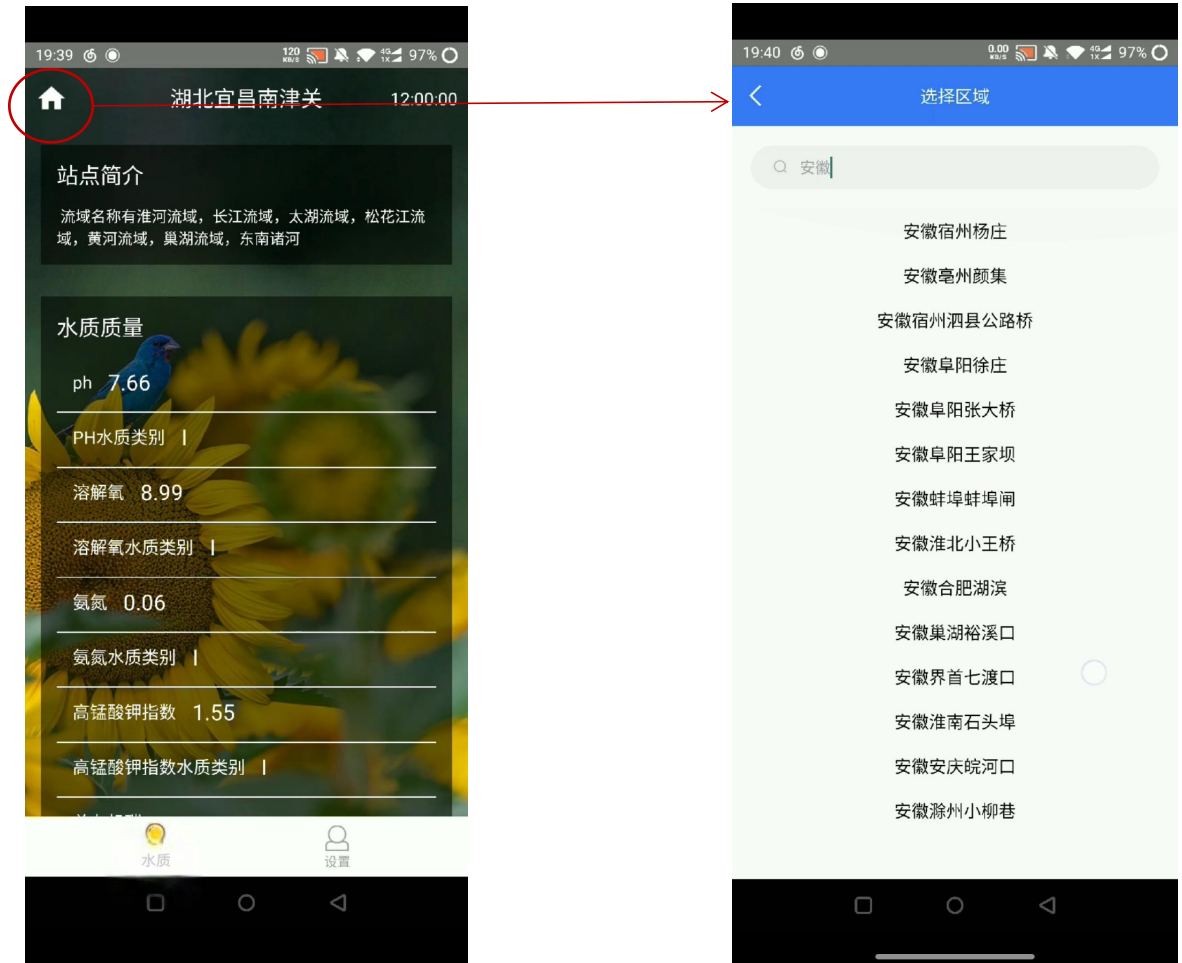 19:39
120 KB/s
4G 1X
97%
湖北宜昌南津关
12:00:00
站点简介
流域名称有淮河流域，长江流域，太湖流域，松花江流
域，黄河流域，巢湖流域，东南诸河
水质质量
ph 7.66
PH水质类别 I
溶解氧 8.99
溶解氧水质类别 I
氨氮 0.06
氨氮水质类别 I
高锰酸钾指数 1.55
高锰酸钾指数水质类别 I
水质
设置
19:40
0.00 KB/s
4G 1X
97%
选择区域
安徽
安徽宿州杨庄
安徽亳州颜集
安徽宿州泗县公路桥
安徽阜阳徐庄
安徽阜阳张大桥
安徽阜阳王家坝
安徽蚌埠蚌埠闸
安徽淮北小王桥
安徽合肥湖滨
安徽巢湖裕溪口
安徽界首七渡口
安徽淮南石头埠
安徽安庆皖河口
安徽滁州小柳巷